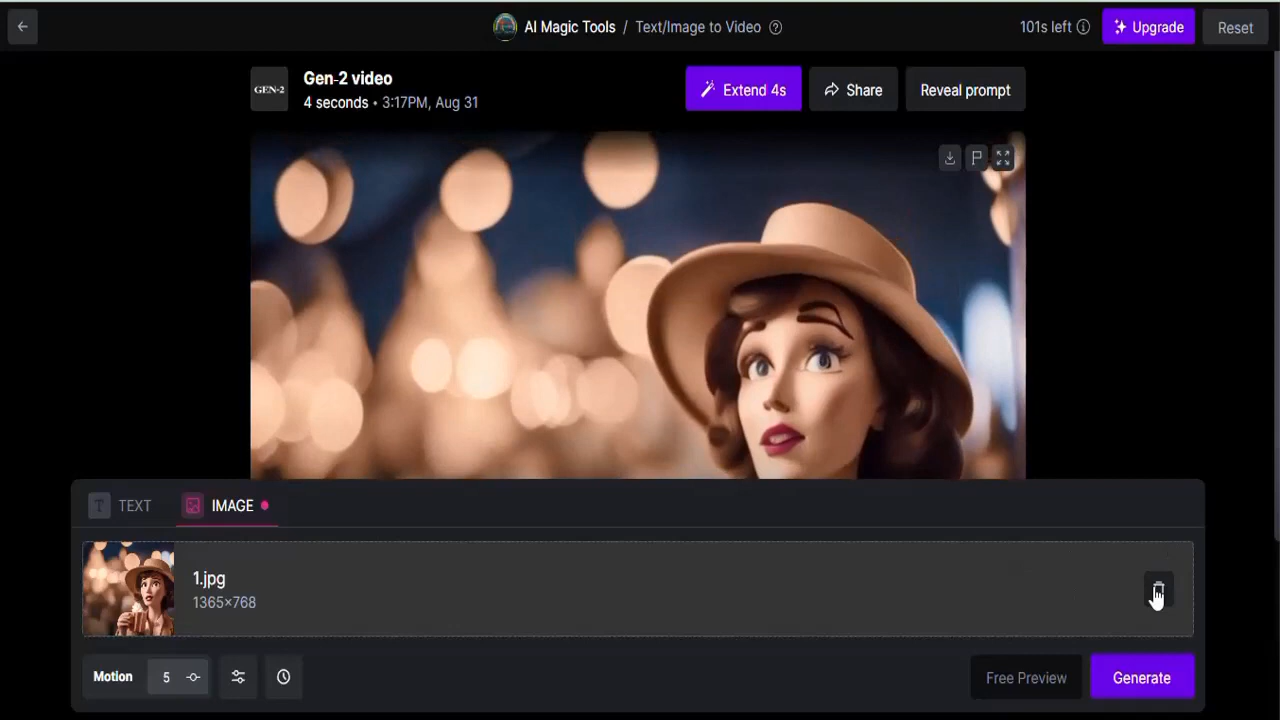 AI Magic Tools / Text/Image to Video
101s left
Upgrade
Reset
GEN-2
Gen-2 video
4 seconds • 3:17PM, Aug 31
Extend 4s
Share
Reveal prompt
T TEXT
IMAGE
1.jpg
1365×768
Motion 5
Free Preview
Generate